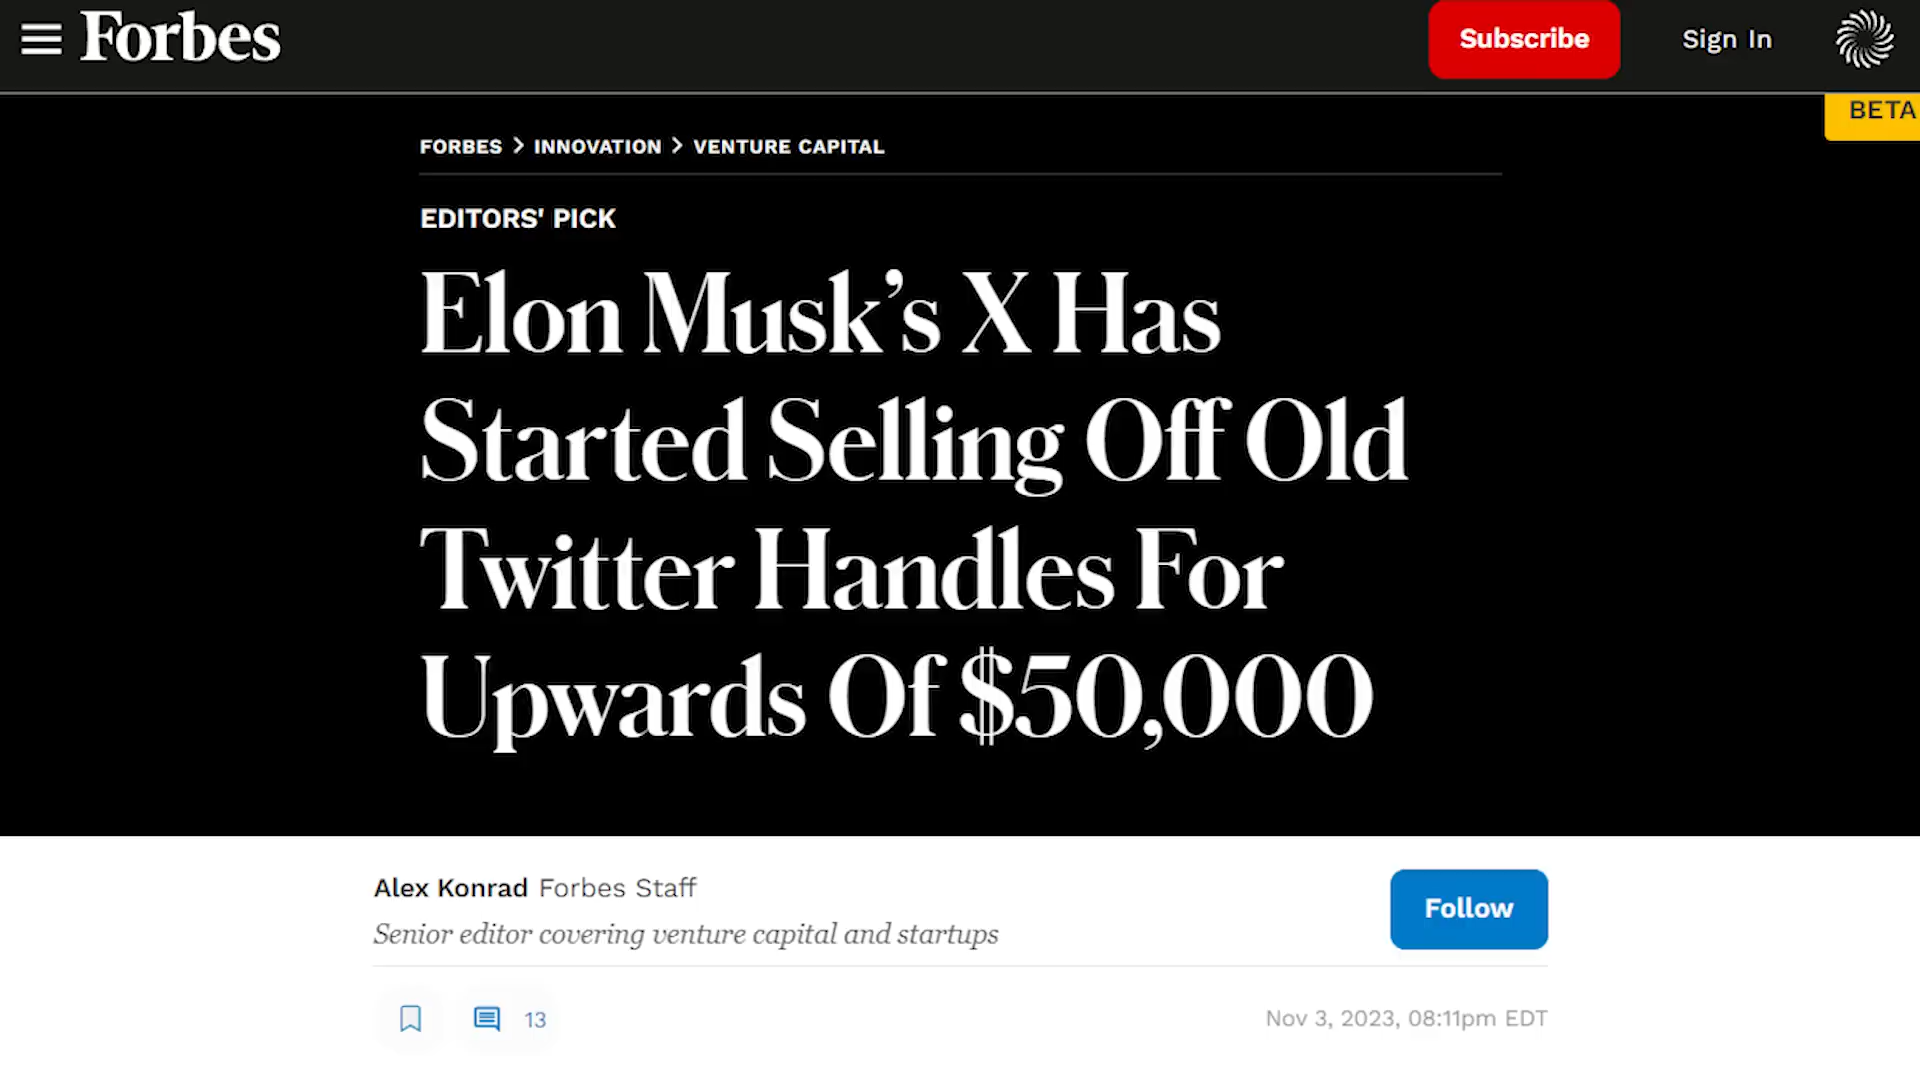 Forbes
Subscribe
Sign In
BETA
FORBES > INNOVATION > VENTURE CAPITAL
EDITORS' PICK
Elon Musk’s X Has
Started Selling Off Old
Twitter Handles For
Upwards Of $50,000
Alex Konrad Forbes Staff
Senior editor covering venture capital and startups
Follow
13
Nov 3, 2023, 08:11pm EDT